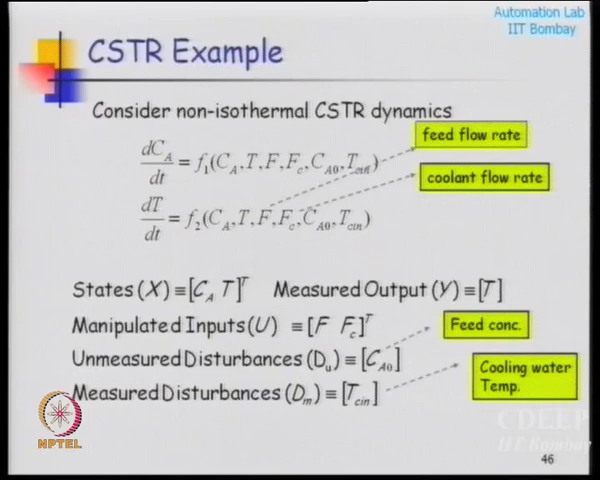 Automation Lab
IIT Bombay
CSTR Example
Consider non-isothermal CSTR dynamics
feed flow rate
dC_A/dt = f_1(C_A, T, F, F_c, C_A0, T_cin)
coolant flow rate
dT/dt = f_2(C_A, T, F, F_c, C_A0, T_cin)
States (X) ≡ [C_A T]^T Measured Output (Y) ≡ [T]
Manipulated Inputs (U) ≡ [F F_c]^T
Feed conc.
Unmeasured Disturbances (D_u) ≡ [C_A0]
Cooling water
Temp.
Measured Disturbances (D_m) ≡ [T_cin]
NPTEL
CDEEP
IIT Bombay
46